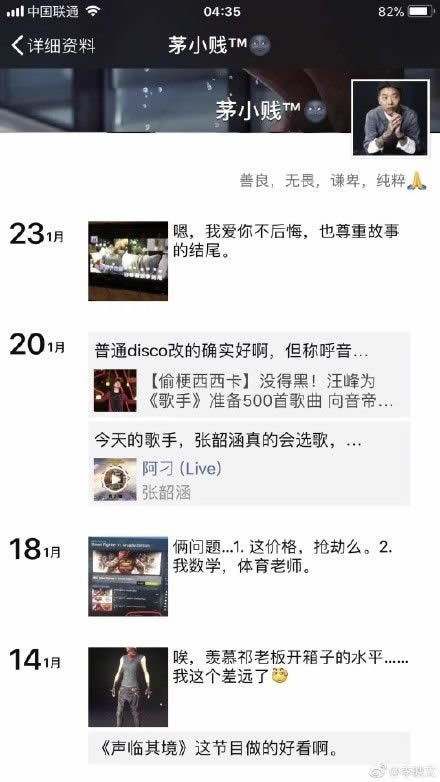 中国联通
04:35
82%
详细资料
茅小贱™
茅小贱™
善良，无畏，谦卑，纯粹
23 1月
嗯，我爱你不后悔，也尊重故事
的结尾。
20 1月
普通disco改的确实好啊，但称呼音...
【偷梗西西卡】没得黑！汪峰为
《歌手》准备500首歌曲 向音帝...
今天的歌手，张韶涵真的会选歌，...
阿刁 (Live)
张韶涵
18 1月
俩问题...1. 这价格，抢劫么。2.
我数学，体育老师。
14 1月
唉，羡慕祁老板开箱子的水平......
我这个差远了
《声临其境》这节目做的好看啊。